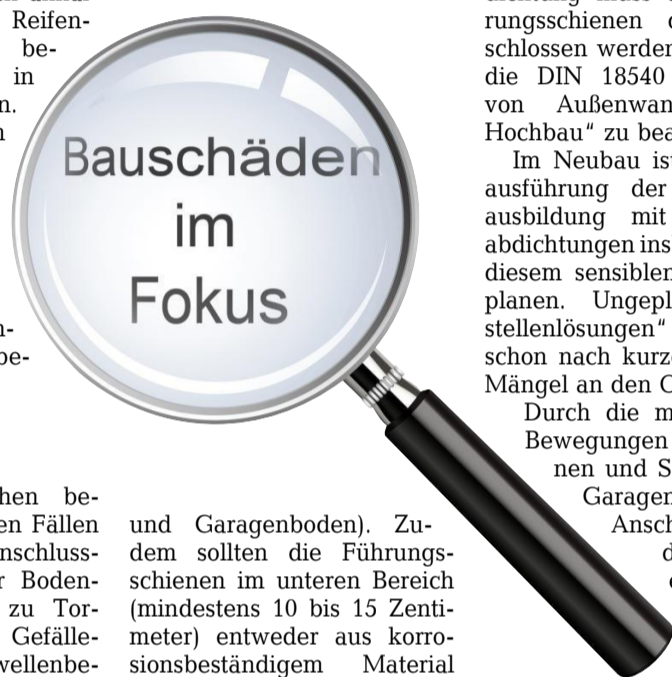 Reifen-
be-
in
Bauschäden
im
Fokus
hen be-
en Fällen
nschluss-
r Boden-
zu Tor-
Gefälle-
wellenbe-
und Garagenboden). Zu-
dem sollten die Führungs-
schienen im unteren Bereich
(mindestens 10 bis 15 Zenti-
meter) entweder aus korro-
sionsbeständigem Material
rungsschienen
schlossen werden
die DIN 18540
von Außenwan
Hochbau“ zu bea
Im Neubau is
ausführung der
ausbildung mit
abdichtungen ins
diesem sensiblen
planen. Ungepl
stellenlösungen“
schon nach kurz
Mängel an den
Durch die m
Bewegungen
nen und S
Garagen
Ansch